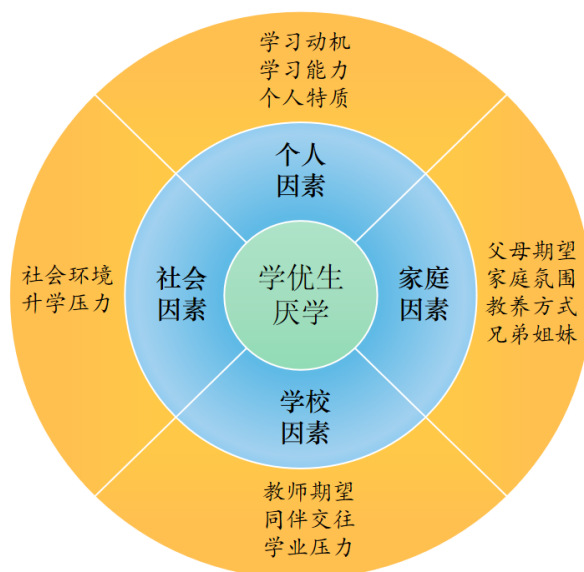 学习动机
学习能力
个人特质
个人
因素
社会环境
升学压力
社会
因素
学优生
厌学
家庭
因素
父母期望
家庭氛围
教养方式
兄弟姐妹
学校
因素
教师期望
同伴交往
学业压力